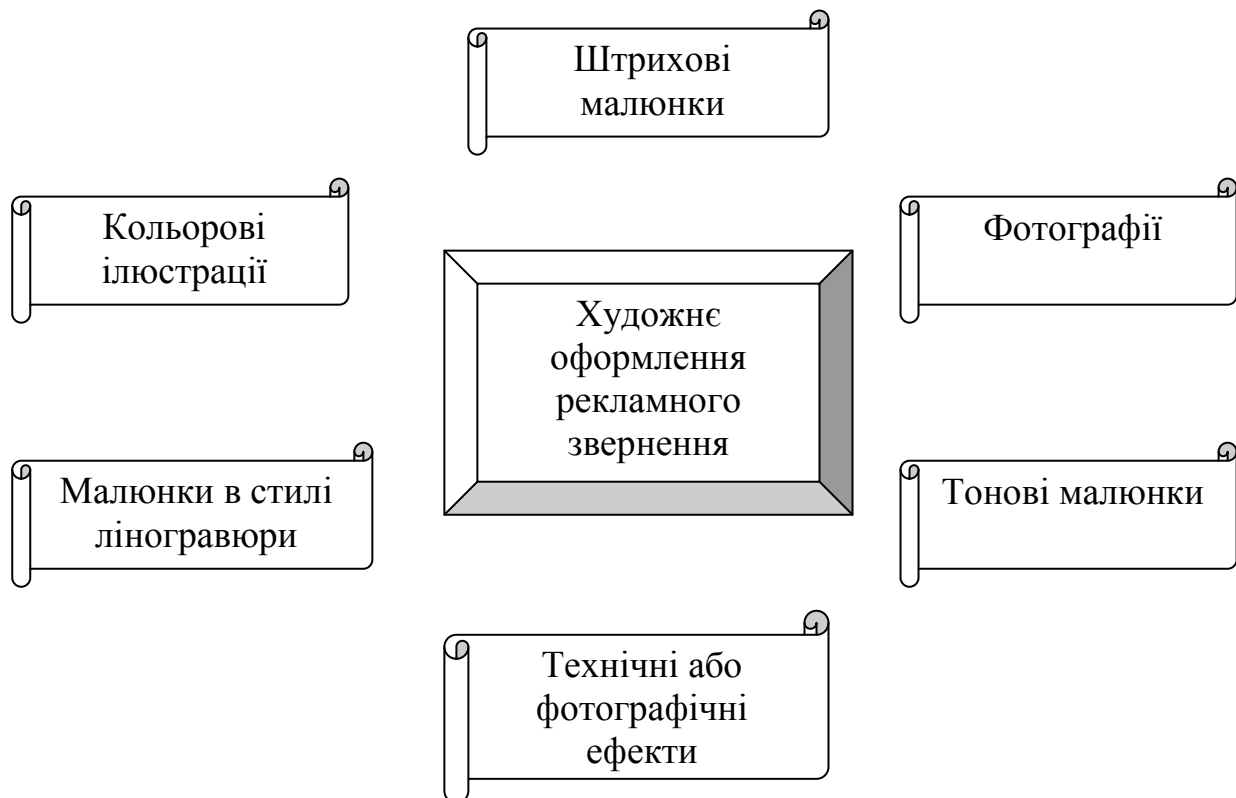 Штрихові
малюнки
Кольорові
ілюстрації
Фотографії
Художнє
оформлення
рекламного
звернення
Малюнки в стилі
ліногравюри
Тонові малюнки
Технічні або
фотографічні
ефекти